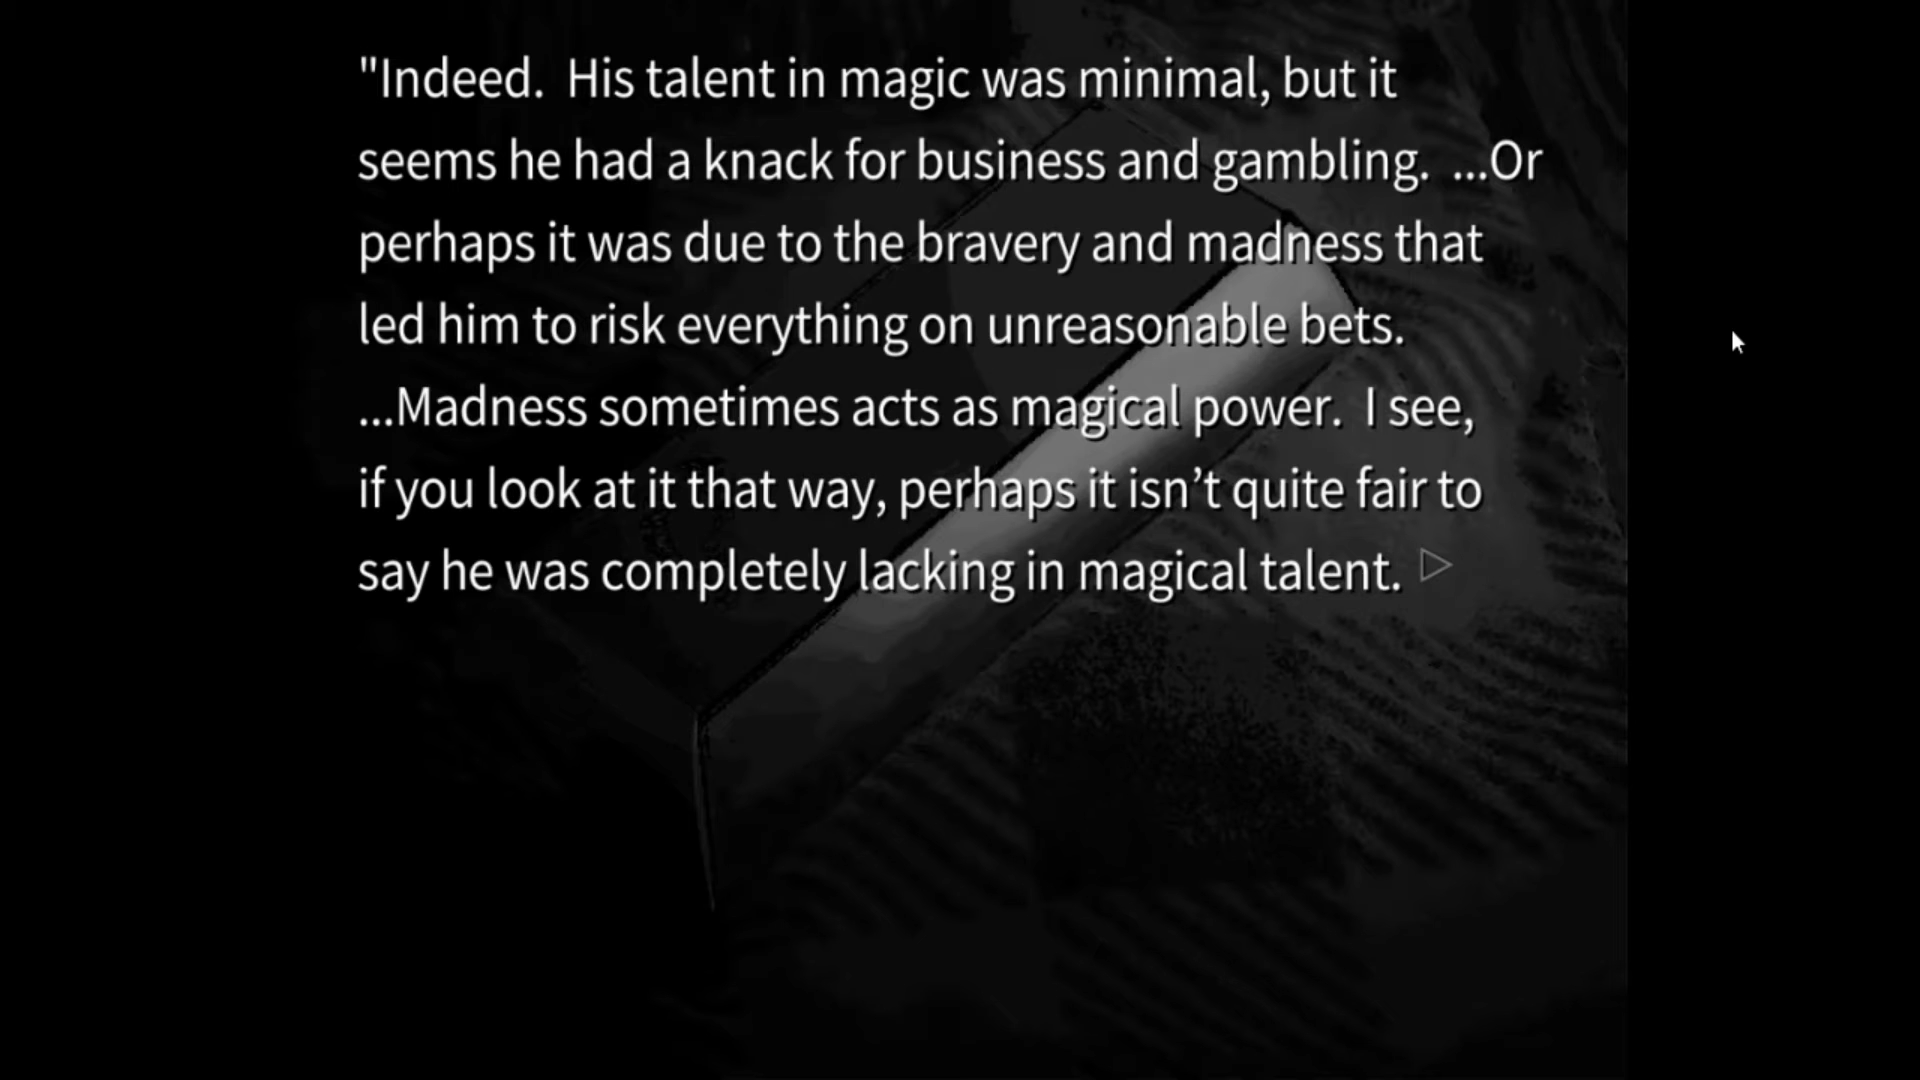 "Indeed.  His talent in magic was minimal, but it
seems he had a knack for business and gambling.  ...Or
perhaps it was due to the bravery and madness that
led him to risk everything on unreasonable bets.
...Madness sometimes acts as magical power.  I see,
if you look at it that way, perhaps it isn’t quite fair to
say he was completely lacking in magical talent.